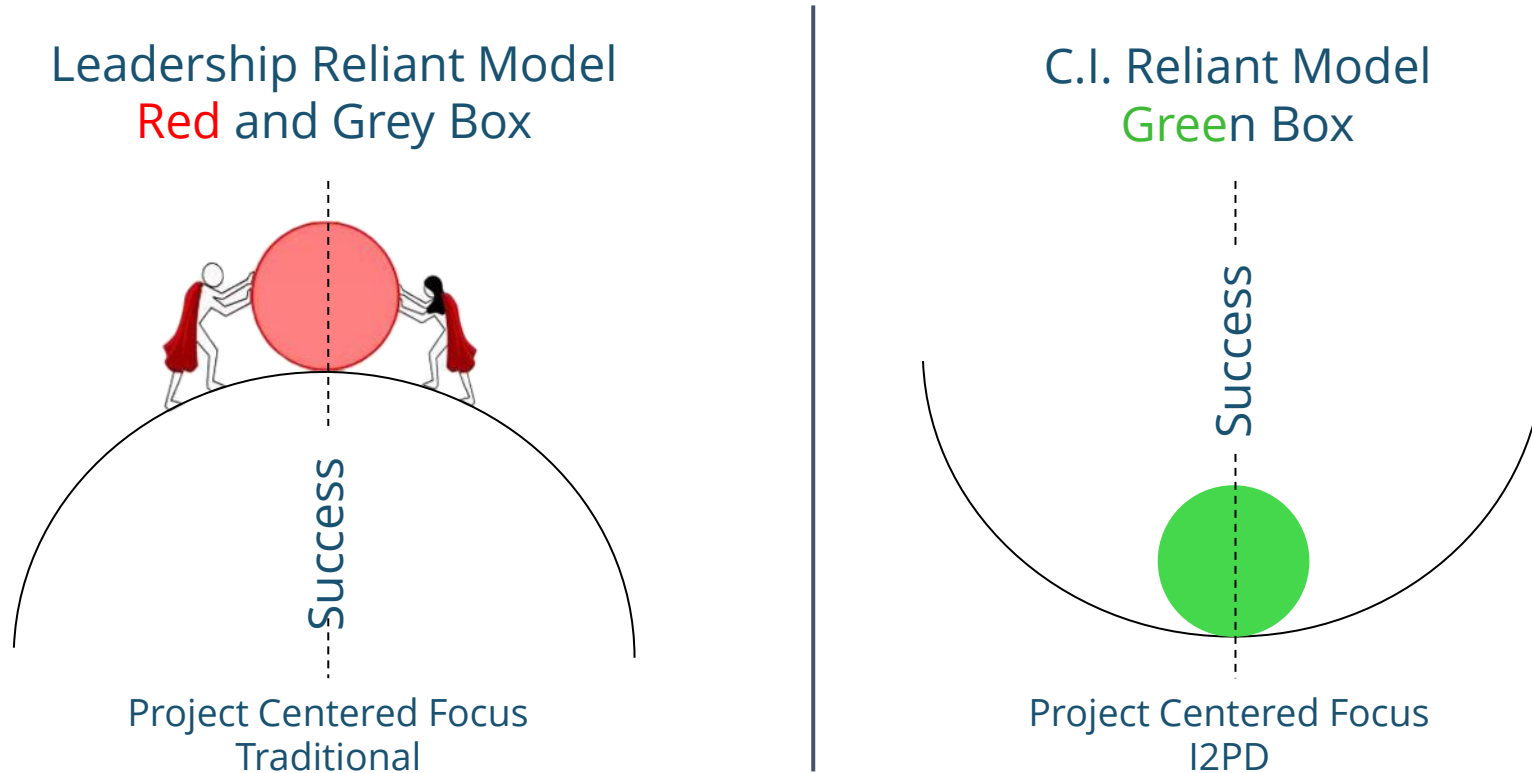 Leadership Reliant Model
Red and Grey Box
Success
Project Centered Focus
Traditional
C.I. Reliant Model
Green Box
Success
Project Centered Focus
I2PD